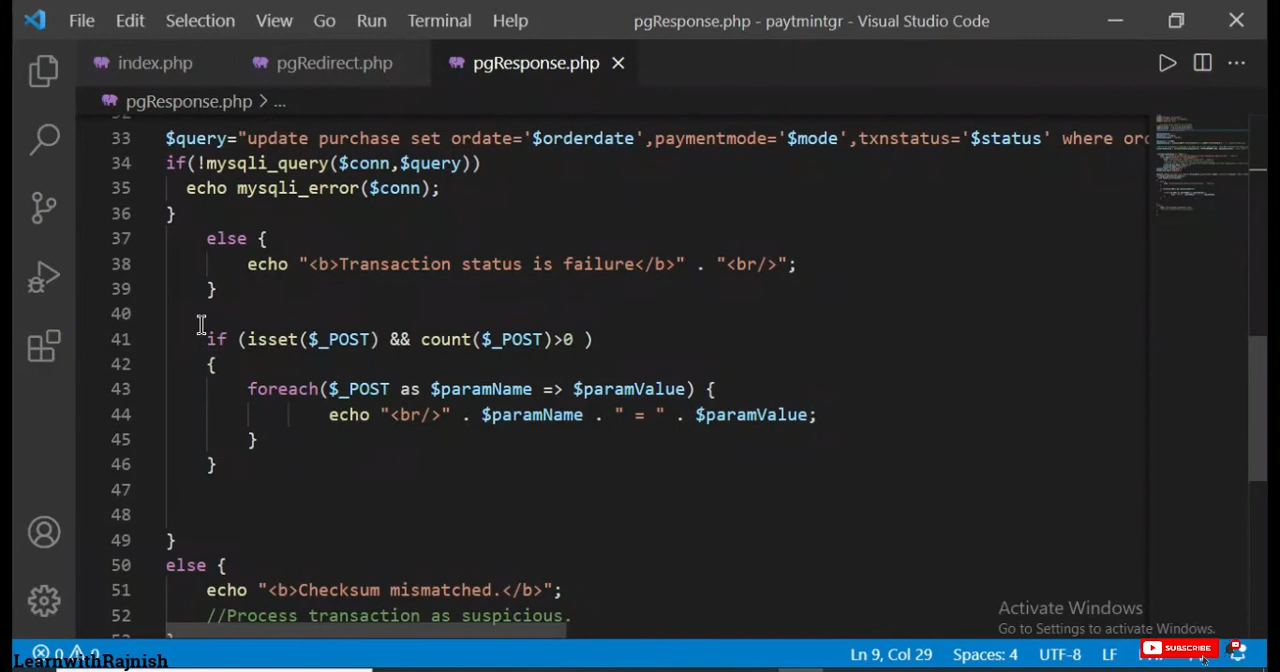 File Edit Selection View Go Run Terminal Help pgResponse.php - paytmintgr - Visual Studio Code
index.php pgRedirect.php pgResponse.php
pgResponse.php > ...
33 $query="update purchase set ordate='$orderdate',paymentmode='$mode',txnstatus='$status' where
34 if(!mysqli_query($conn,$query))
35 echo mysqli_error($conn);
36 }
37 else {
38 echo "<b>Transaction status is failure</b>" . "<br/>";
39 }
40
41 if (isset($_POST) && count($_POST)>0 )
42 {
43 foreach($_POST as $paramName => $paramValue) {
44 echo "<br/>" . $paramName . " = " . $paramValue;
45 }
46 }
47
48
49 }
50 else {
51 echo "<b>Checksum mismatched.</b>";
52 //Process transaction as suspicious.
Activate Windows
Go to Settings to activate Windows.
SUBSCRIBE
0 0 Ln 9, Col 29 Spaces: 4 UTF-8 LF
LearnwithRajnish